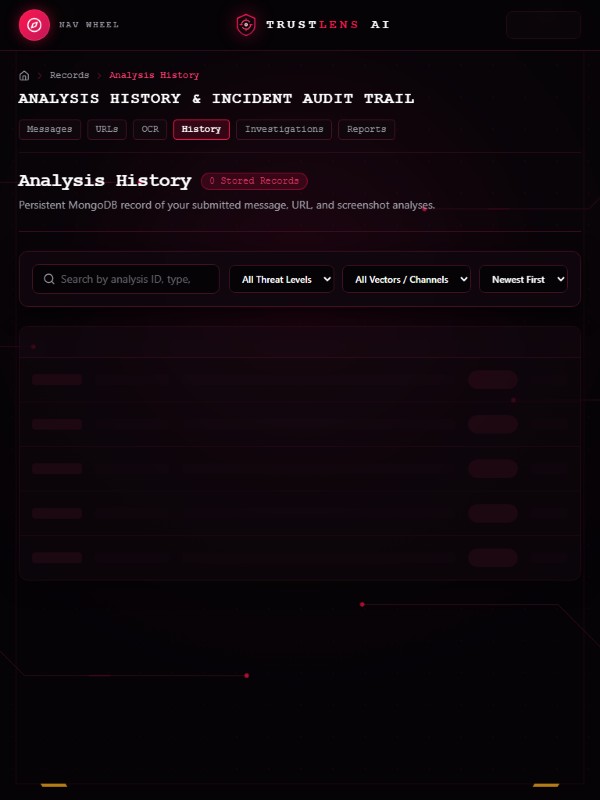 NAV WHEEL
TRUSTLENS AI
Records
Analysis History
ANALYSIS HISTORY & INCIDENT AUDIT TRAIL
Messages
URLs
OCR
History
Investigations
Reports
Analysis History
0 Stored Records
Persistent MongoDB record of your submitted message, URL, and screenshot analyses.
Search by analysis ID, type,
All Threat Levels
All Vectors / Channels
Newest First